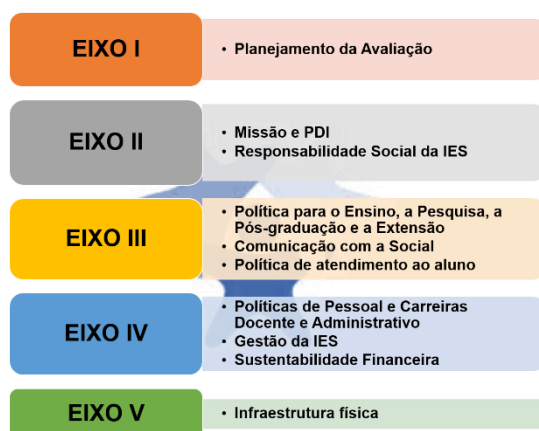 EIXO I
• Planejamento da Avaliação
EIXO II
• Missão e PDI
• Responsabilidade Social da IES
EIXO III
• Política para o Ensino, a Pesquisa, a
Pós-graduação e a Extensão
• Comunicação com a Social
• Política de atendimento ao aluno
EIXO IV
• Políticas de Pessoal e Carreiras
Docente e Administrativo
• Gestão da IES
• Sustentabilidade Financeira
EIXO V
• Infraestrutura física